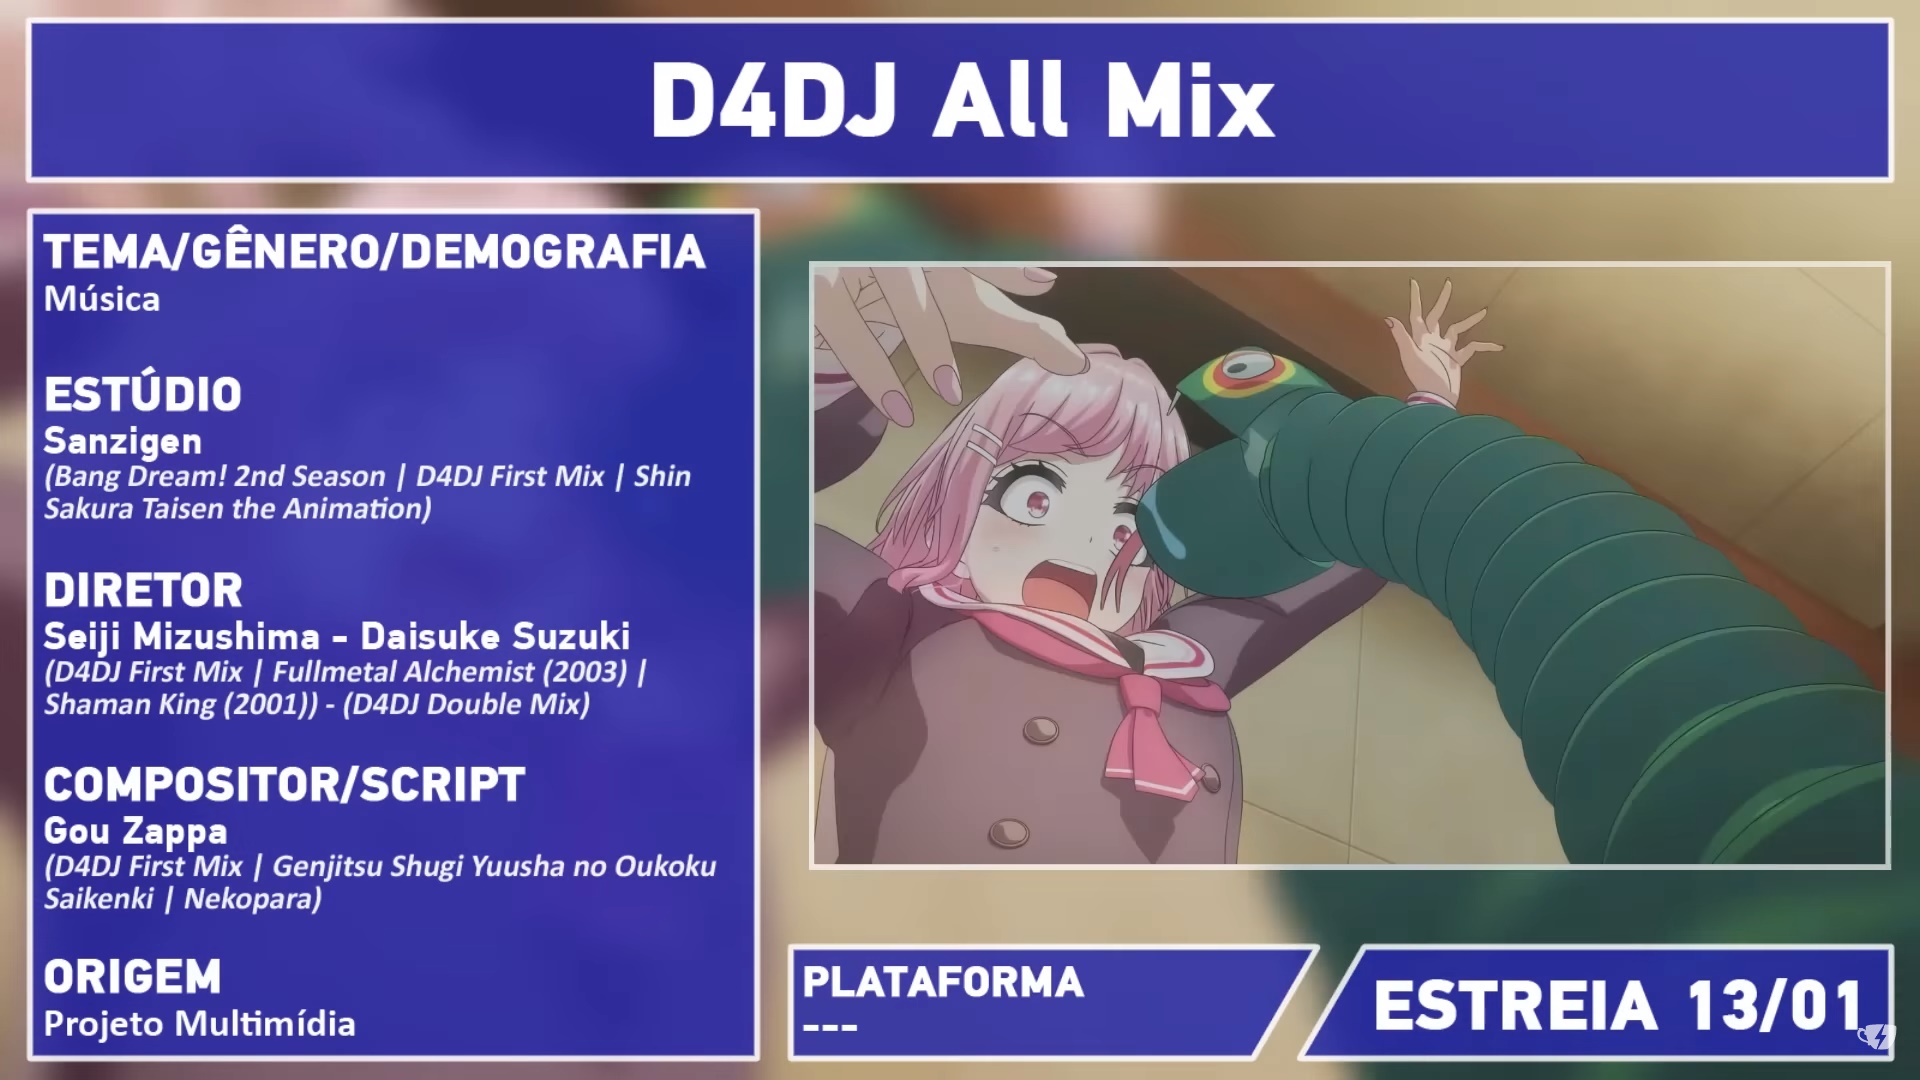 D4DJ All Mix
TEMA/GÊNERO/DEMOGRAFIA
Música
ESTÚDIO
Sanzigen
(Bang Dream! 2nd Season | D4DJ First Mix | Shin
Sakura Taisen the Animation)
DIRETOR
Seiji Mizushima - Daisuke Suzuki
(D4DJ First Mix | Fullmetal Alchemist (2003) |
Shaman King (2001)) - (D4DJ Double Mix)
COMPOSITOR/SCRIPT
Gou Zappa
(D4DJ First Mix | Genjitsu Shugi Yuusha no Oukoku
Saikenki | Nekopara)
ORIGEM
Projeto Multimídia
PLATAFORMA
---
ESTREIA 13/01